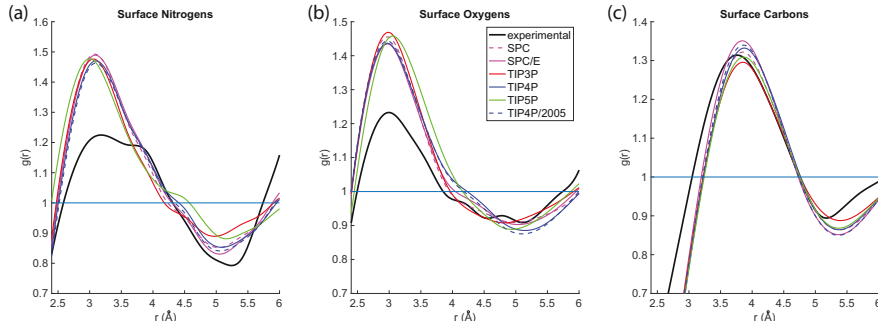 (a)
Surface Nitrogens
1.6
1.5
1.4
1.3
1.2
1.1
1
0.9
0.8
0.7
g(r)
2.5
3
3.5
4
4.5
5
5.5
6
r (Å)
(b)
Surface Oxygens
1.5
1.4
1.3
1.2
1.1
1
0.9
0.8
0.7
g(r)
experimental
SPC
SPC/E
TIP3P
TIP4P
TIP5P
TIP4P/2005
2.5
3
3.5
4
4.5
5
5.5
6
r (Å)
(c)
Surface Carbons
1.4
1.3
1.2
1.1
1
0.9
0.8
0.7
g(r)
2.5
3
3.5
4
4.5
5
5.5
6
r (Å)